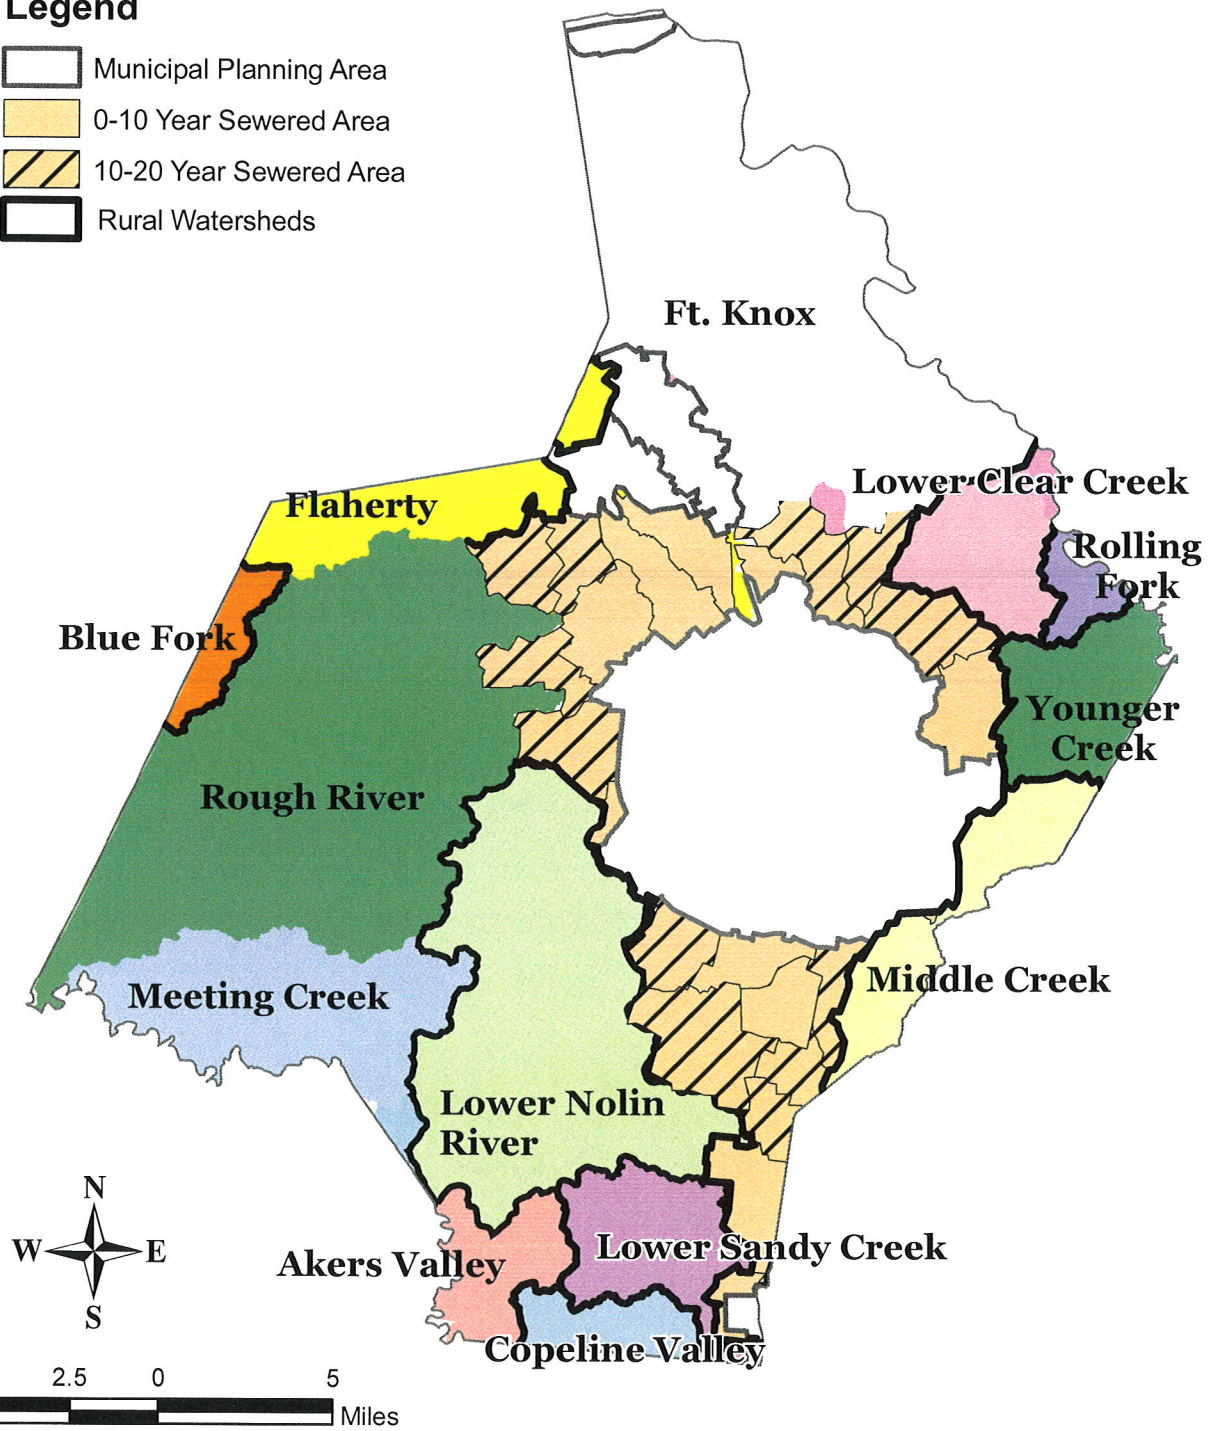 Legend
Municipal Planning Area
0-10 Year Sewered Area
10-20 Year Sewered Area
Rural Watersheds
Ft. Knox
Lower Clear Creek
Flaherty
Rolling
Fork
Blue Fork
Younger
Creek
Rough River
Middle Creek
Meeting Creek
Lower Nolin
River
N
W E
S
Lower Sandy Creek
Akers Valley
Copeline Valley
2.5 0 5
Miles